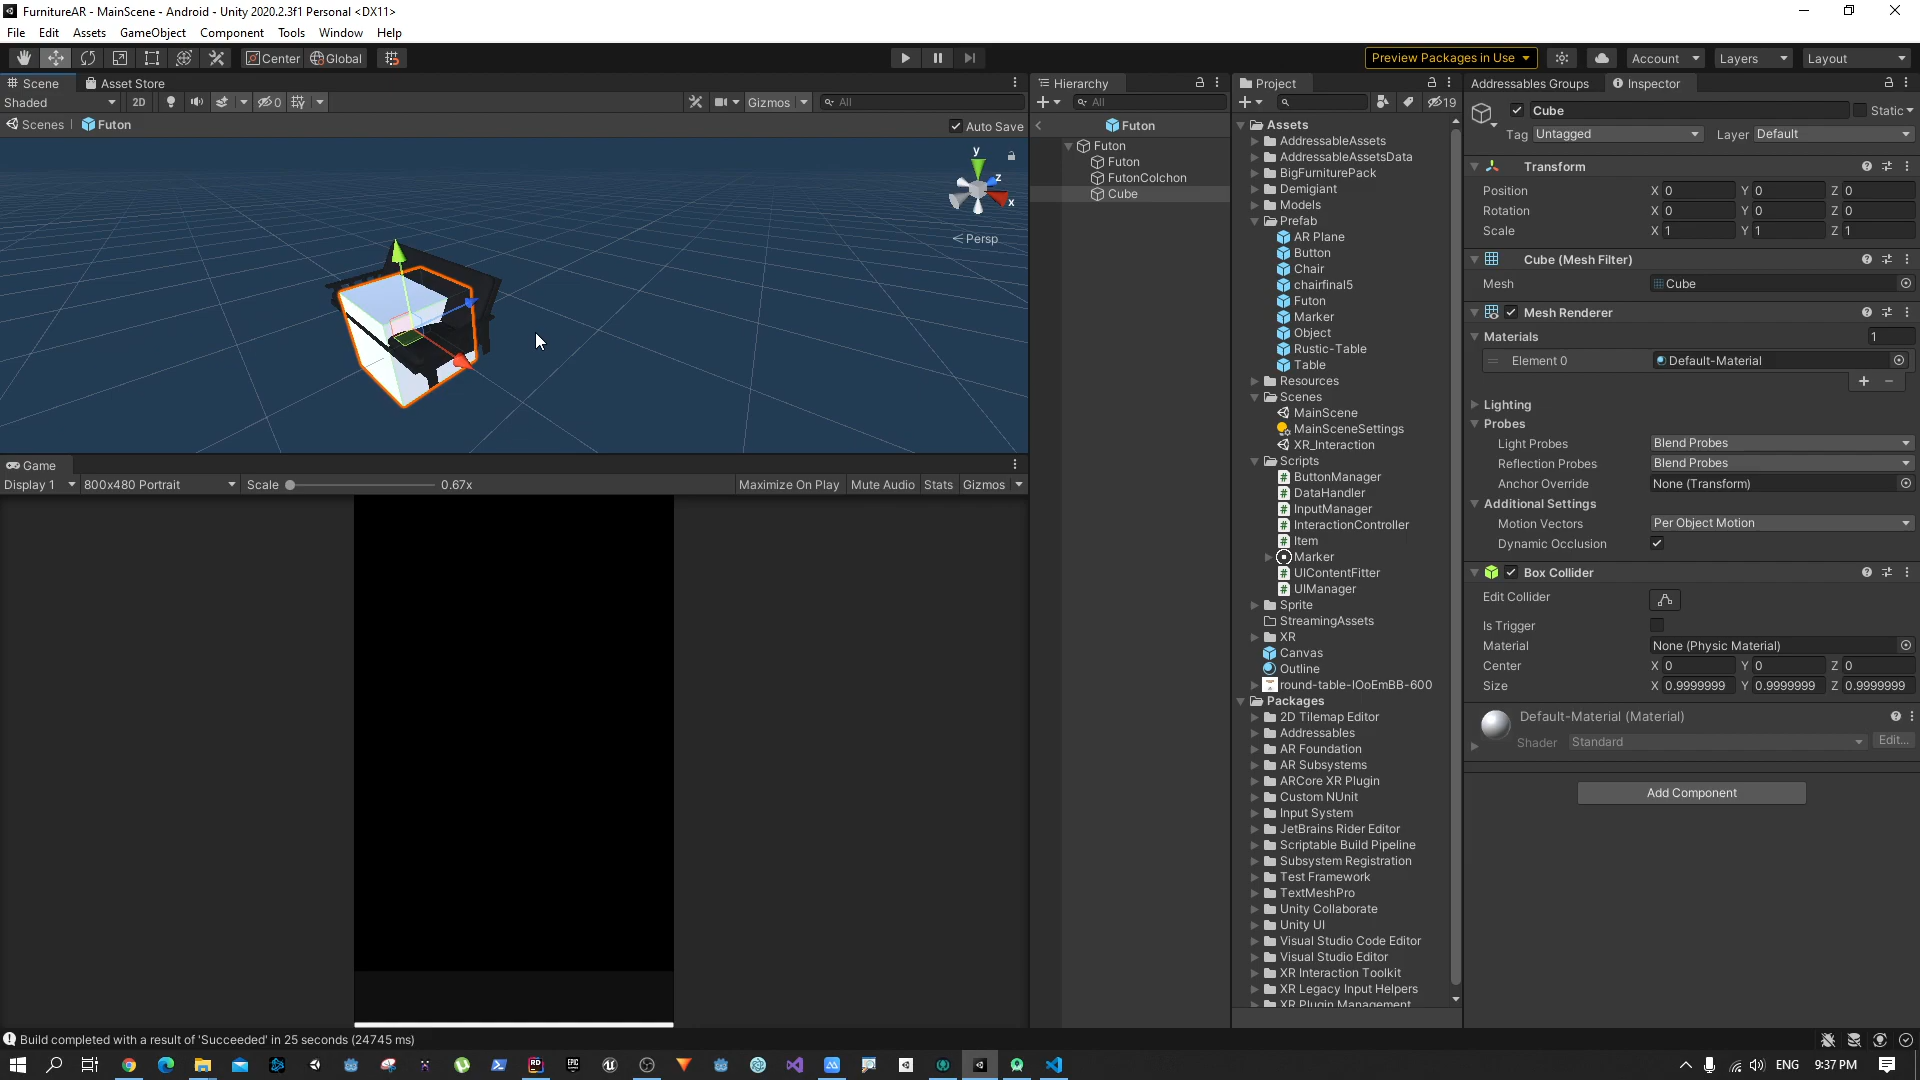 FurnitureAR - MainScene - Android - Unity 2020.2.3f1 Personal <DX11>
File Edit Assets GameObject Component Tools Window Help
Center Global Preview Packages in Use Account Layers Layout
Scene Asset Store
Shaded 2D 0 Gizmos All
Scenes Futon Auto Save
y
z
x
< Persp
Game
Display 1 800x480 Portrait Scale 0.67x Maximize On Play Mute Audio Stats Gizmos
Hierarchy
All
Futon
Futon
Futon
FutonColchon
Cube
Project
19
Assets
AddressableAssets
AddressableAssetsData
BigFurniturePack
Demigiant
Models
Prefab
AR Plane
Button
Chair
chairfinal5
Futon
Marker
Object
Rustic-Table
Table
Resources
Scenes
MainScene
MainSceneSettings
XR_Interaction
Scripts
ButtonManager
DataHandler
InputManager
InteractionController
Item
Marker
UIContentFitter
UIManager
Sprite
StreamingAssets
XR
Canvas
Outline
round-table-lOoEmBB-600
Packages
2D Tilemap Editor
Addressables
AR Foundation
AR Subsystems
ARCore XR Plugin
Custom NUnit
Input System
JetBrains Rider Editor
Scriptable Build Pipeline
Subsystem Registration
Test Framework
TextMeshPro
Unity Collaborate
Unity UI
Visual Studio Code Editor
Visual Studio Editor
XR Interaction Toolkit
XR Legacy Input Helpers
XR Plugin Management
Addressables Groups Inspector
Cube Static
Tag Untagged Layer Default
Transform
Position X 0 Y 0 Z 0
Rotation X 0 Y 0 Z 0
Scale X 1 Y 1 Z 1
Cube (Mesh Filter)
Mesh Cube
Mesh Renderer
Materials 1
Element 0 Default-Material
Lighting
Probes
Light Probes Blend Probes
Reflection Probes Blend Probes
Anchor Override None (Transform)
Additional Settings
Motion Vectors Per Object Motion
Dynamic Occlusion
Box Collider
Edit Collider
Is Trigger
Material None (Physic Material)
Center X 0 Y 0 Z 0
Size X 0.9999999 Y 0.9999999 Z 0.9999999
Default-Material (Material)
Shader Standard Edit...
Add Component
Build completed with a result of 'Succeeded' in 25 seconds (24745 ms)
ENG 9:37 PM